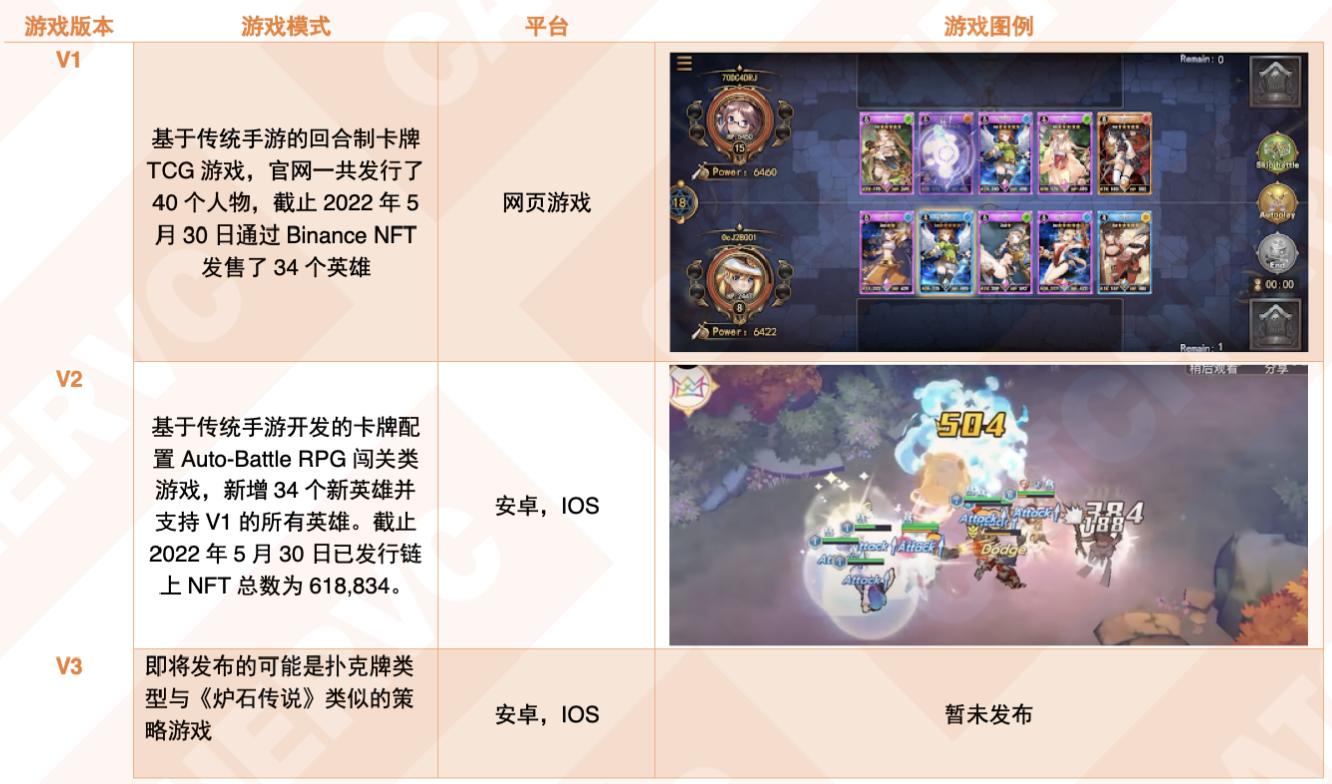 游戏版本 游戏模式 平台 游戏图例
V1
基于传统手游的回合制卡牌
TCG 游戏，官网一共发行了
40 个人物，截止 2022 年 5
月 30 日通过 Binance NFT
发售了 34 个英雄
网页游戏
Remain: 0
70DC4DRJ
15
Power: 6460
Skip battle
18
Autoplay
0cJ2BG01
End
00:00
8
Power: 6422
Remain: 1
V2
基于传统手游开发的卡牌配
置 Auto-Battle RPG 闯关类
游戏，新增 34 个新英雄并
支持 V1 的所有英雄。截止
2022 年 5 月 30 日已发行链
上 NFT 总数为 618,834。
安卓，IOS
稍后观看 分享
504
384
188
Attack
Attack
Attack
Dodge
Attack
V3
即将发布的可能是扑克牌类
型与《炉石传说》类似的策
略游戏
安卓，IOS
暂未发布